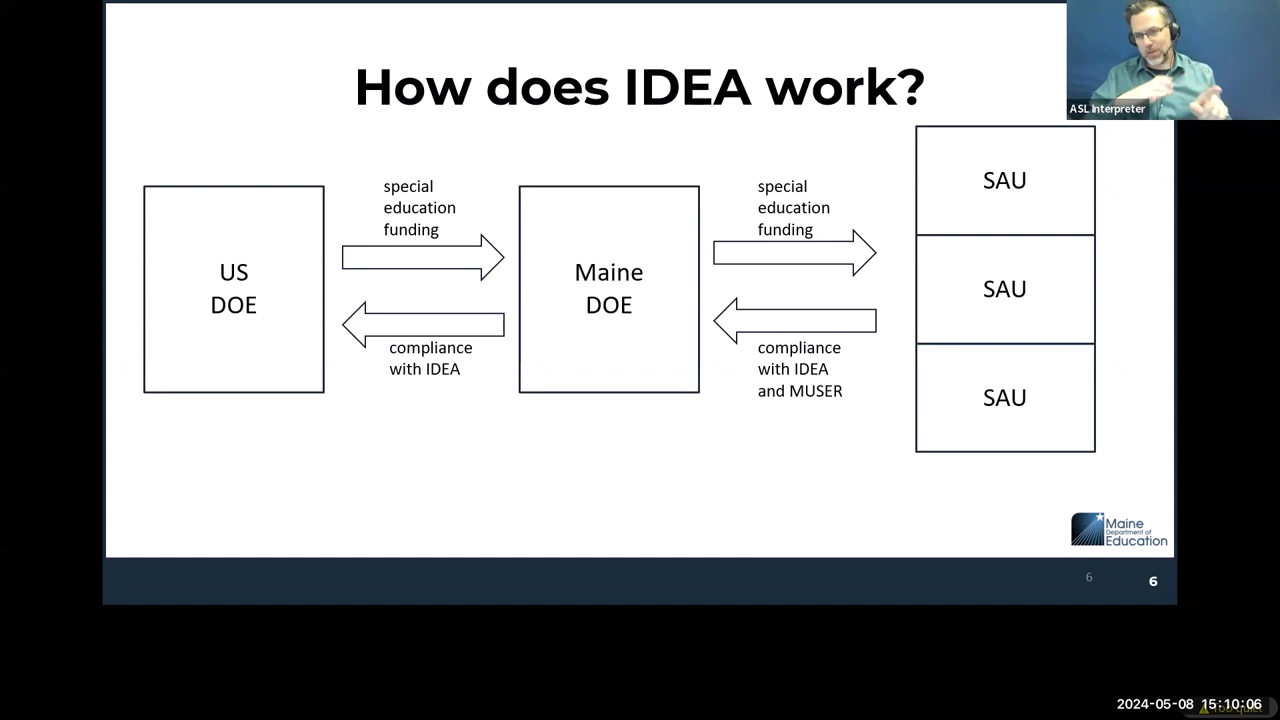 How does IDEA work?
ASL Interpreter
special
education
funding
special
education
funding
US
DOE
Maine
DOE
SAU
SAU
SAU
compliance
with IDEA
compliance
with IDEA
and MUSER
Maine
Department of
Education
6
6
2024-05-08 15:10:06